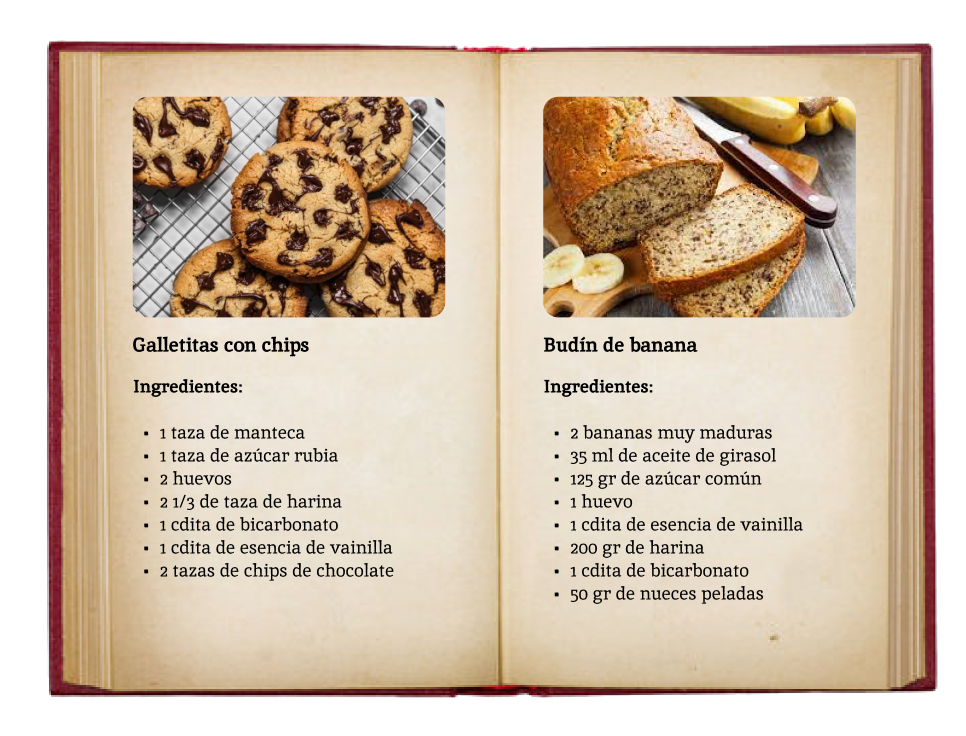 Galletitas con chips
Ingredientes:
• 1 taza de manteca
• 1 taza de azúcar rubia
• 2 huevos
• 2 1/3 de taza de harina
• 1 cdita de bicarbonato
• 1 cdita de esencia de vainilla
• 2 tazas de chips de chocolate
Budín de banana
Ingredientes:
• 2 bananas muy maduras
• 35 ml de aceite de girasol
• 125 gr de azúcar común
• 1 huevo
• 1 cdita de esencia de vainilla
• 200 gr de harina
• 1 cdita de bicarbonato
• 50 gr de nueces peladas